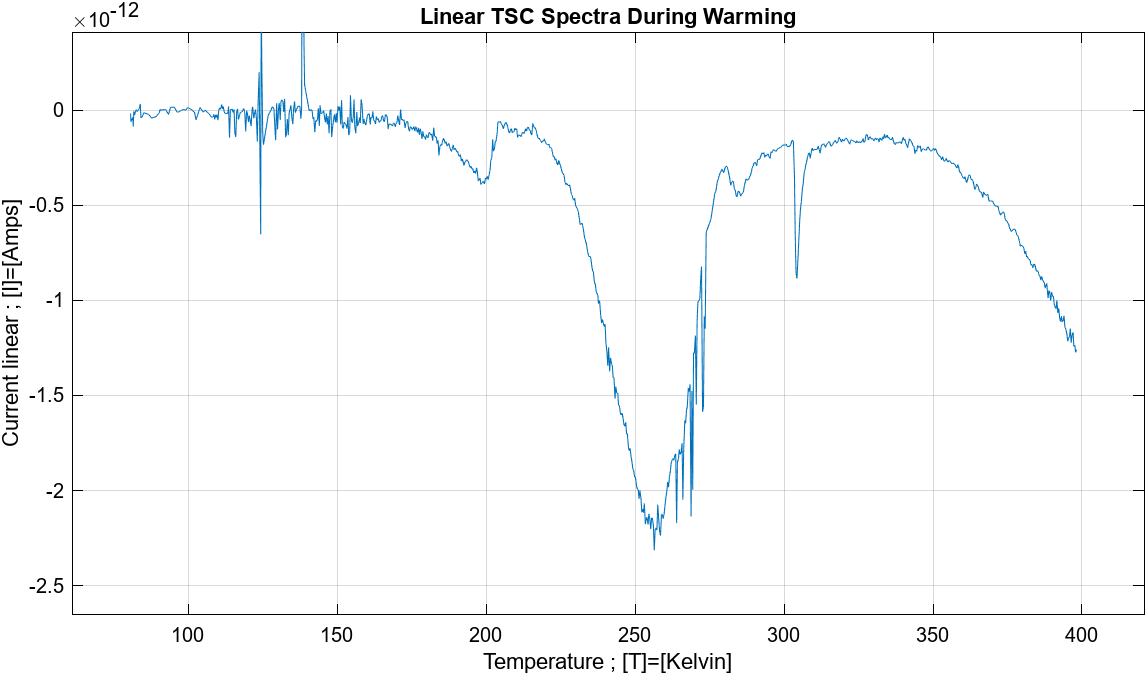 Linear TSC Spectra During Warming
×10-12
0
-0.5
-1
-1.5
-2
-2.5
Current linear ; [I]=[Amps]
100 150 200 250 300 350 400
Temperature ; [T]=[Kelvin]